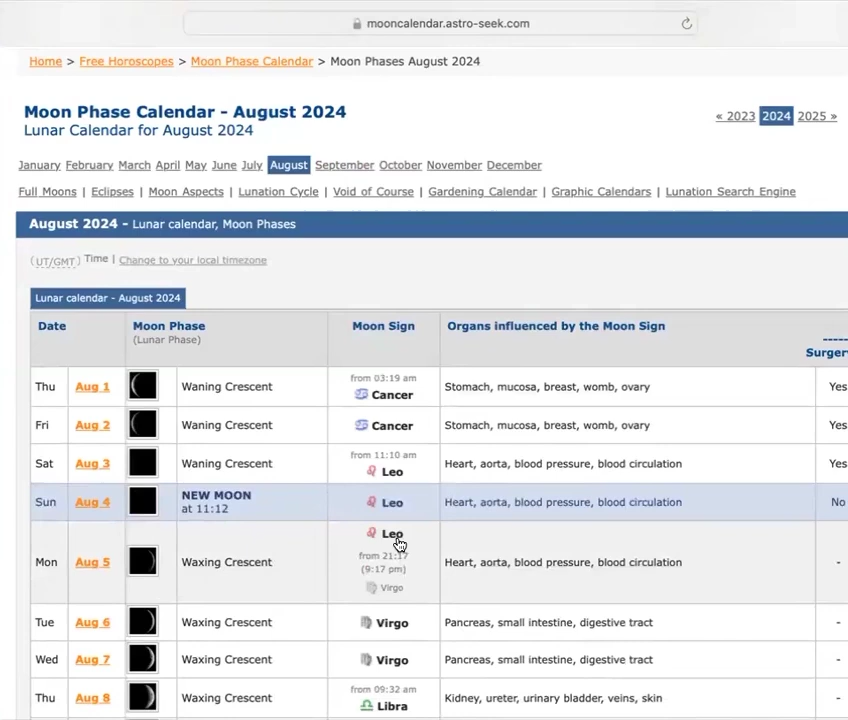 mooncalendar.astro-seek.com
Home > Free Horoscopes > Moon Phase Calendar > Moon Phases August 2024
Moon Phase Calendar - August 2024
Lunar Calendar for August 2024
« 2023 2024 2025 »
January February March April May June July August September October November December
Full Moons | Eclipses | Moon Aspects | Lunation Cycle | Void of Course | Gardening Calendar | Graphic Calendars | Lunation Search Engine
August 2024 - Lunar calendar, Moon Phases
(UT/GMT) Time | Change to your local timezone
Lunar calendar - August 2024
Date Moon Phase Moon Sign Organs influenced by the Moon Sign
(Lunar Phase)
Surgery
from 03:19 am
Thu Aug 1 Waning Crescent Cancer Stomach, mucosa, breast, womb, ovary Yes
Fri Aug 2 Waning Crescent Cancer Stomach, mucosa, breast, womb, ovary Yes
from 11:10 am
Sat Aug 3 Waning Crescent Leo Heart, aorta, blood pressure, blood circulation Yes
Sun Aug 4 NEW MOON Leo Heart, aorta, blood pressure, blood circulation No
at 11:12
Leo
from 21:17
Mon Aug 5 Waxing Crescent (9:17 pm) Heart, aorta, blood pressure, blood circulation -
Virgo
Tue Aug 6 Waxing Crescent Virgo Pancreas, small intestine, digestive tract -
Wed Aug 7 Waxing Crescent Virgo Pancreas, small intestine, digestive tract -
from 09:32 am
Thu Aug 8 Waxing Crescent Libra Kidney, ureter, urinary bladder, veins, skin -